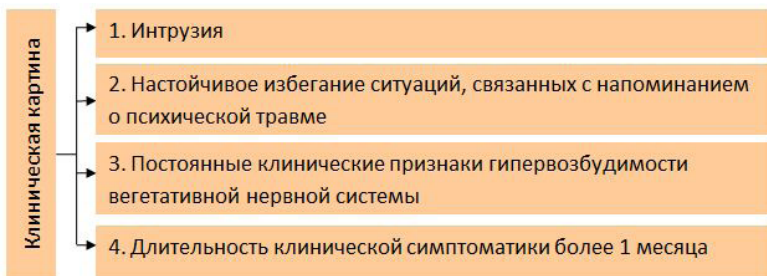 Клиническая картина
1. Интрузия
2. Настойчивое избегание ситуаций, связанных с напоминанием
о психической травме
3. Постоянные клинические признаки гипервозбудимости
вегетативной нервной системы
4. Длительность клинической симптоматики более 1 месяца